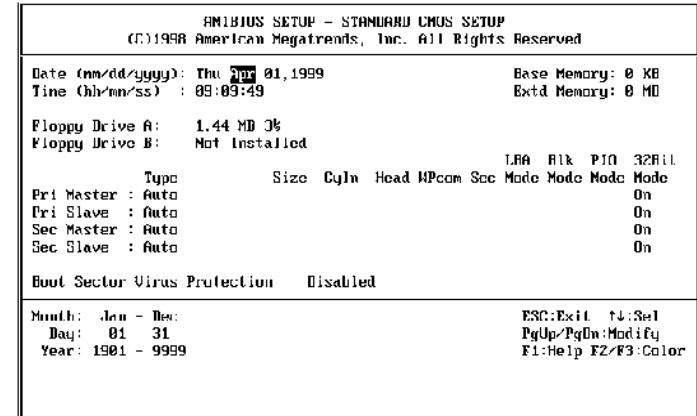 AMIBIOS SETUP - STANDARD CMOS SETUP
(C)1998 American Megatrends, Inc. All Rights Reserved
Date (mm/dd/yyyy): Thu Apr 01,1999 Base Memory: 0 KB
Time (hh/mm/ss) : 09:09:49 Extd Memory: 0 MB
Floppy Drive A: 1.44 MB 3½
Floppy Drive B: Not Installed
LBA Blk PIO 32Bit
Type Size Cyln Head WPcom Sec Mode Mode Mode Mode
Pri Master : Auto On
Pri Slave : Auto On
Sec Master : Auto On
Sec Slave : Auto On
Boot Sector Virus Protection Disabled
Month: Jan - Dec ESC:Exit ↑↓:Sel
Day: 01 31 PgUp/PgDn:Modify
Year: 1901 - 9999 F1:Help F2/F3:Color